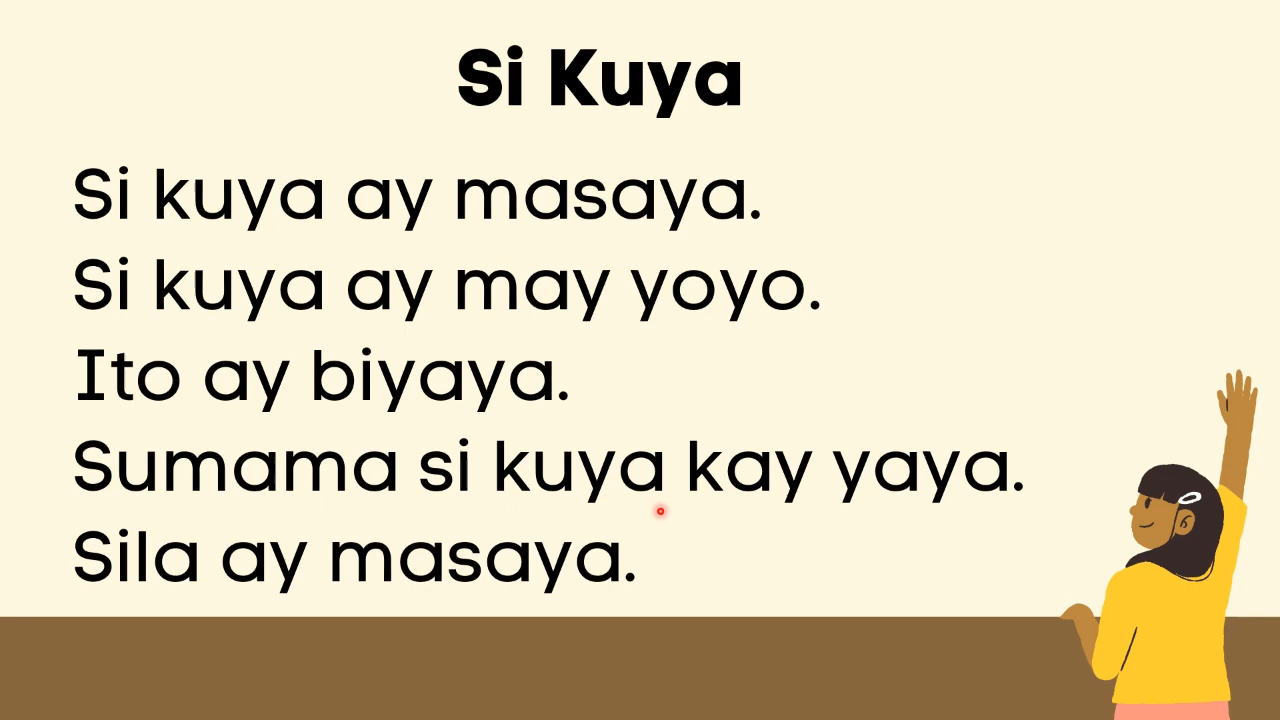 Si Kuya
Si kuya ay masaya.
Si kuya ay may yoyo.
Ito ay biyaya.
Sumama si kuya kay yaya.
Sila ay masaya.